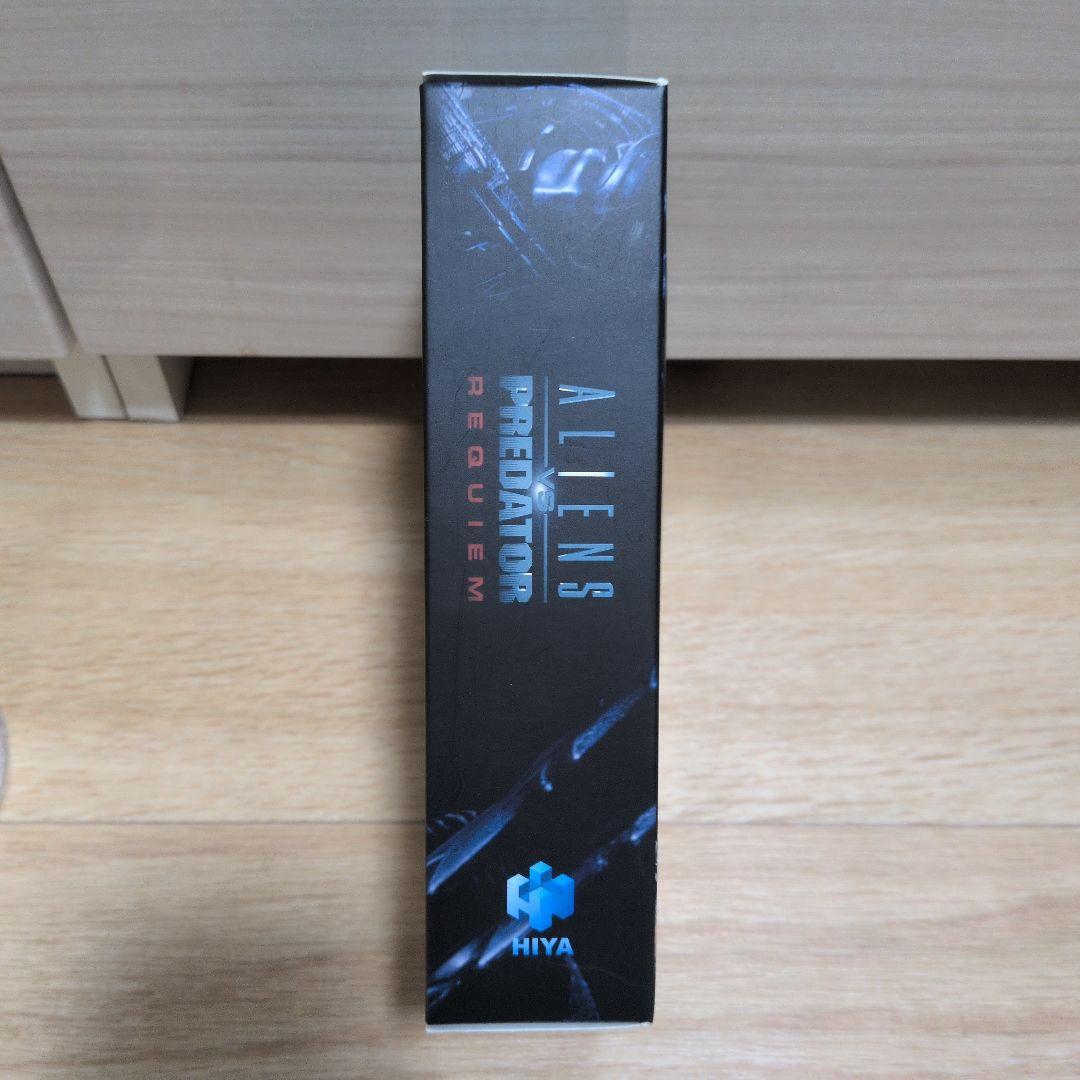 ALIENS
VS
PREDATOR
REQUIEM
HIYA